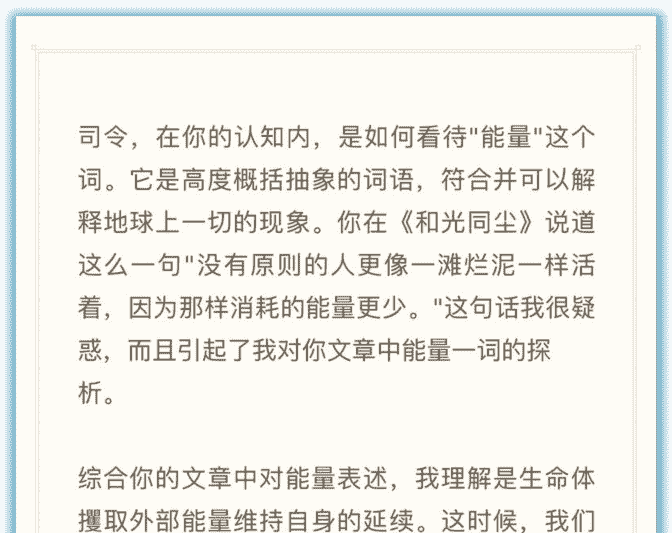 司令，在你的认知内，是如何看待"能量"这个
词。它是高度概括抽象的词语，符合并可以解
释地球上一切的现象。你在《和光同尘》说道
这么一句"没有原则的人更像一滩烂泥一样活
着，因为那样消耗的能量更少。"这句话我很疑
惑，而且引起了我对你文章中能量一词的探
析。
综合你的文章中对能量表述，我理解是生命体
攫取外部能量维持自身的延续。这时候，我们